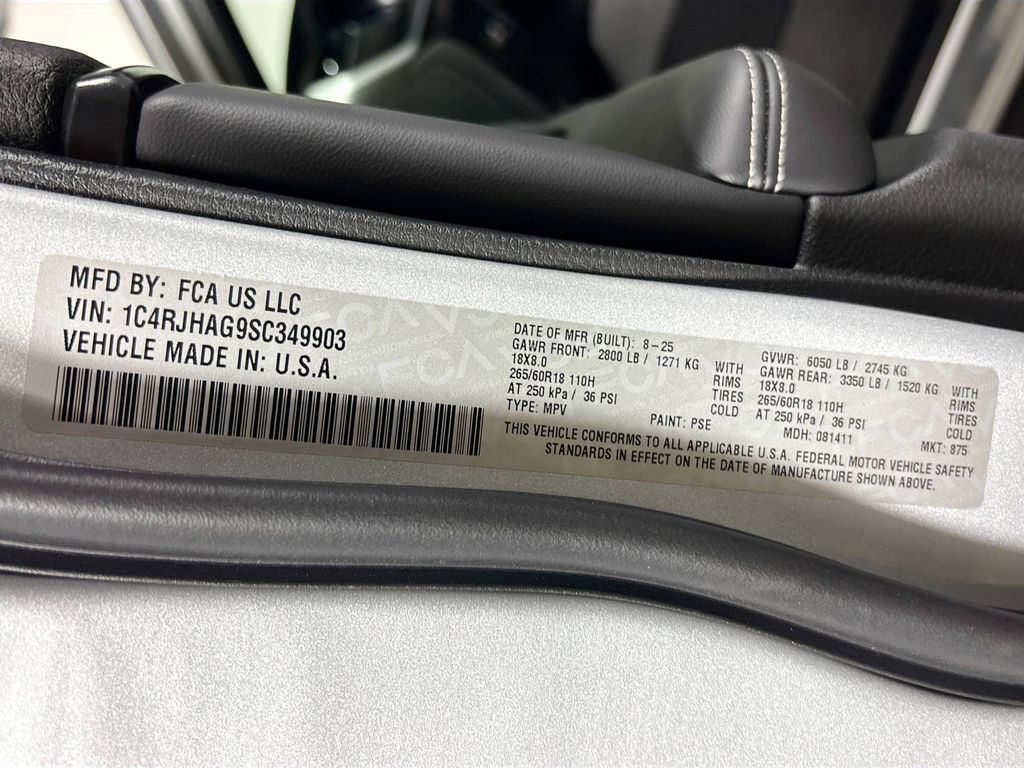 MFD BY: FCA US LLC
VIN: 1C4RJHAG9SC349903
VEHICLE MADE IN: U.S.A.
DATE OF MFR (BUILT): 8-25
GAWR FRONT: 2800 LB / 1271 KG WITH
18X8.0 RIMS
265/60R18 110H TIRES
AT 250 kPa / 36 PSI COLD
TYPE: MPV PAINT: PSE
GVWR: 6050 LB / 2745 KG
GAWR REAR: 3350 LB / 1520 KG WITH
18X8.0 RIMS
265/60R18 110H TIRES
AT 250 kPa / 36 PSI COLD
MDH: 081411 MKT: 875
THIS VEHICLE CONFORMS TO ALL APPLICABLE U.S.A. FEDERAL MOTOR VEHICLE SAFETY
STANDARDS IN EFFECT ON THE DATE OF MANUFACTURE SHOWN ABOVE.